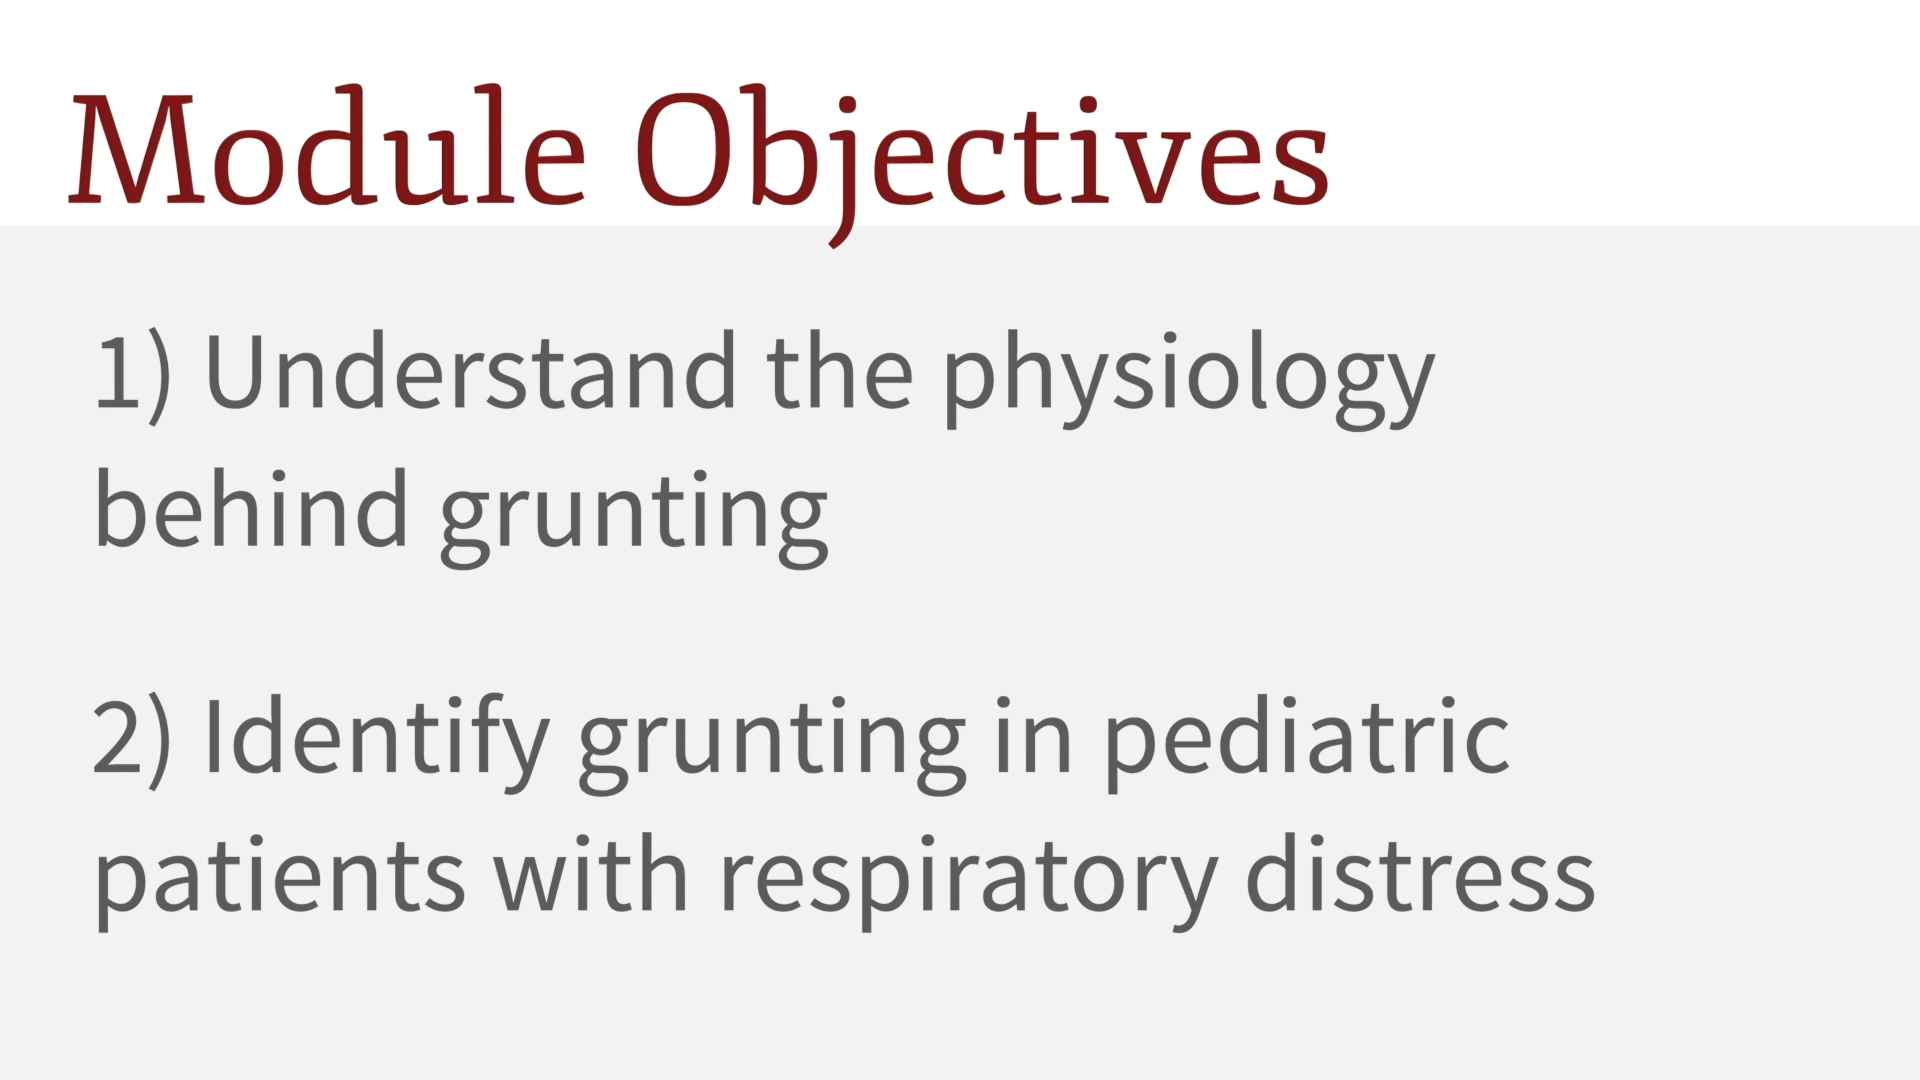 Module Objectives
1) Understand the physiology
behind grunting
2) Identify grunting in pediatric
patients with respiratory distress